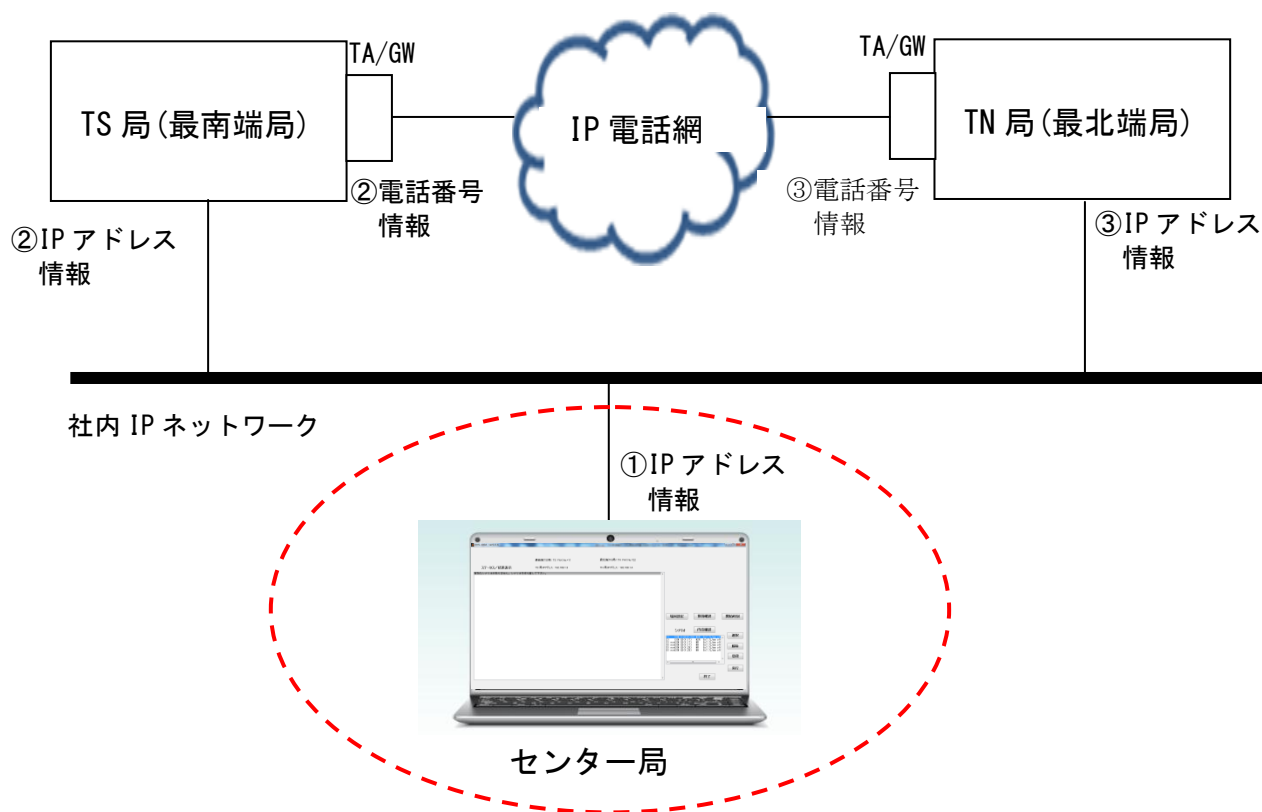 TA/GW
TA/GW
TS 局(最南端局)
IP 電話網
TN 局(最北端局)
②電話番号
情報
③電話番号
情報
②IP アドレス
情報
③IP アドレス
情報
社内 IP ネットワーク
①IP アドレス
情報
センター局